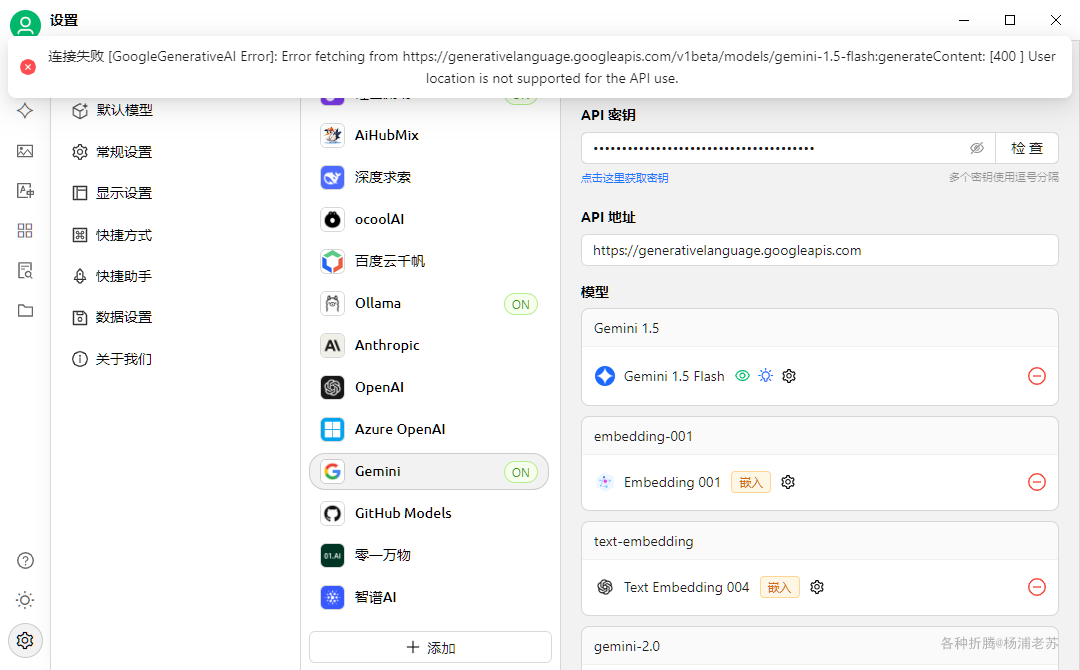 设置
连接失败 [GoogleGenerativeAI Error]: Error fetching from https://generativelanguage.googleapis.com/v1beta/models/gemini-1.5-flash:generateContent: [400 ] User
location is not supported for the API use.
默认模型
常规设置
显示设置
快捷方式
快捷助手
数据设置
关于我们
AiHubMix
深度求索
ocoolAI
百度云千帆
Ollama ON
Anthropic
OpenAI
Azure OpenAI
Gemini ON
GitHub Models
01.AI 零一万物
智谱AI
添加
API 密钥
••••••••••••••••••••••••••••••••••••••• 检 查
点击这里获取密钥 多个密钥使用逗号分隔
API 地址
https://generativelanguage.googleapis.com
模型
Gemini 1.5
Gemini 1.5 Flash
embedding-001
Embedding 001 嵌入
text-embedding
Text Embedding 004 嵌入
gemini-2.0
各种折腾@杨浦老苏